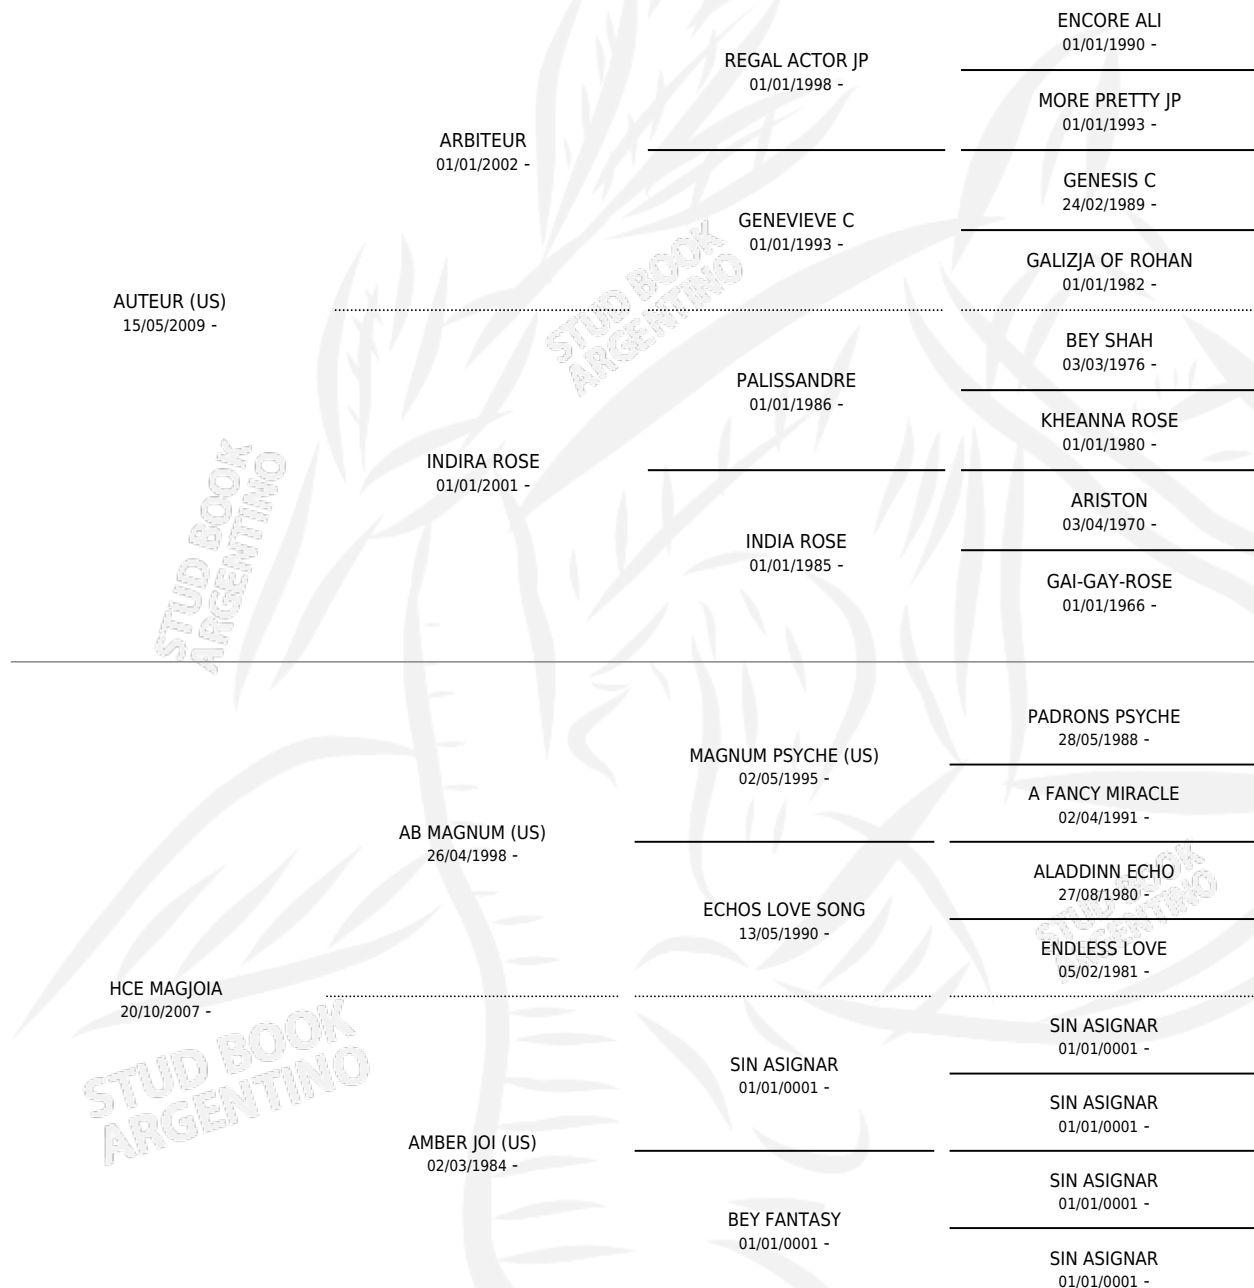 ENCORE ALI
01/01/1990 -
REGAL ACTOR JP
01/01/1998 -
MORE PRETTY JP
01/01/1993 -
ARBITEUR
01/01/2002 -
GENESIS C
24/02/1989 -
GENEVIEVE C
01/01/1993 -
GALIZJA OF ROHAN
01/01/1982 -
AUTEUR (US)
15/05/2009 -
BEY SHAH
03/03/1976 -
PALISSANDRE
01/01/1986 -
KHEANNA ROSE
01/01/1980 -
INDIRA ROSE
01/01/2001 -
ARISTON
03/04/1970 -
INDIA ROSE
01/01/1985 -
GAI-GAY-ROSE
01/01/1966 -
STUD BOOK
ARGENTINO
STUD BOOK
ARGENTINO
PADRONS PSYCHE
28/05/1988 -
MAGNUM PSYCHE (US)
02/05/1995 -
A FANCY MIRACLE
02/04/1991 -
AB MAGNUM (US)
26/04/1998 -
ALADDINN ECHO
27/08/1980 -
ECHOS LOVE SONG
13/05/1990 -
ENDLESS LOVE
05/02/1981 -
HCE MAGJOIA
20/10/2007 -
SIN ASIGNAR
01/01/0001 -
SIN ASIGNAR
01/01/0001 -
SIN ASIGNAR
01/01/0001 -
AMBER JOI (US)
02/03/1984 -
SIN ASIGNAR
01/01/0001 -
BEY FANTASY
01/01/0001 -
SIN ASIGNAR
01/01/0001 -
STUD BOOK
ARGENTINO
STUD BOOK
ARGENTINO